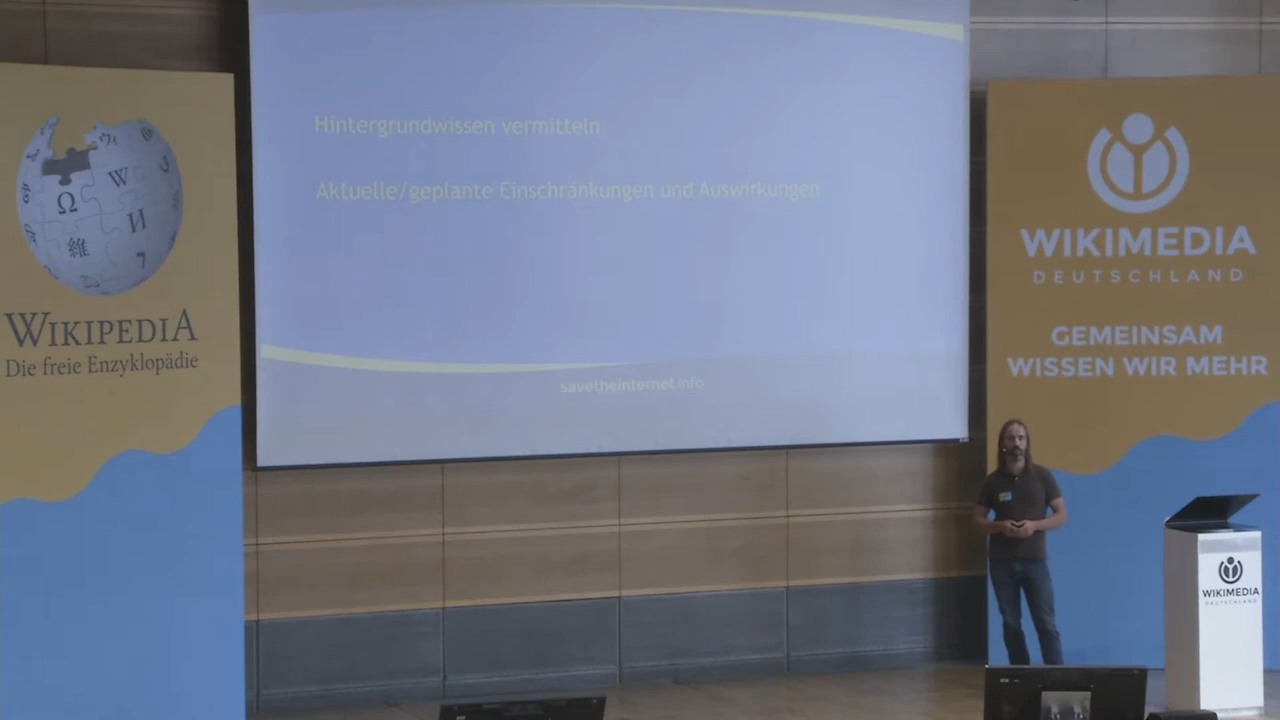 Hintergrundwissen vermitteln
Aktuelle/geplante Einschränkungen und Auswirkungen
savetheinternet.info
Ω
W
И
維
WIKIPEDIA
Die freie Enzyklopädie
WIKIMEDIA
DEUTSCHLAND
GEMEINSAM
WISSEN WIR MEHR
WIKIMEDIA
DEUTSCHLAND